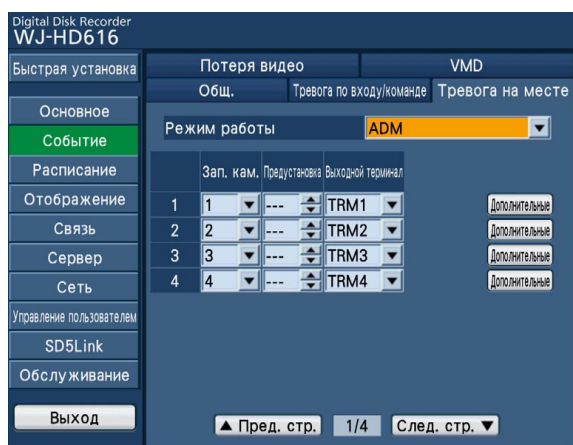 Digital Disk Recorder
WJ-HD616
Быстрая установка
Потеря видео VMD
Общ. Тревога по входу/команде Тревога на месте
Основное
Событие
Расписание
Отображение
Связь
Сервер
Сеть
Управление пользователем
SD5Link
Обслуживание
Выход
Режим работы ADM
Зап. кам. Предустановка Выходной терминал
1 1 --- TRM1 Дополнительные
2 2 --- TRM2 Дополнительные
3 3 --- TRM3 Дополнительные
4 4 --- TRM4 Дополнительные
▲ Пред. стр. 1/4 След. стр. ▼